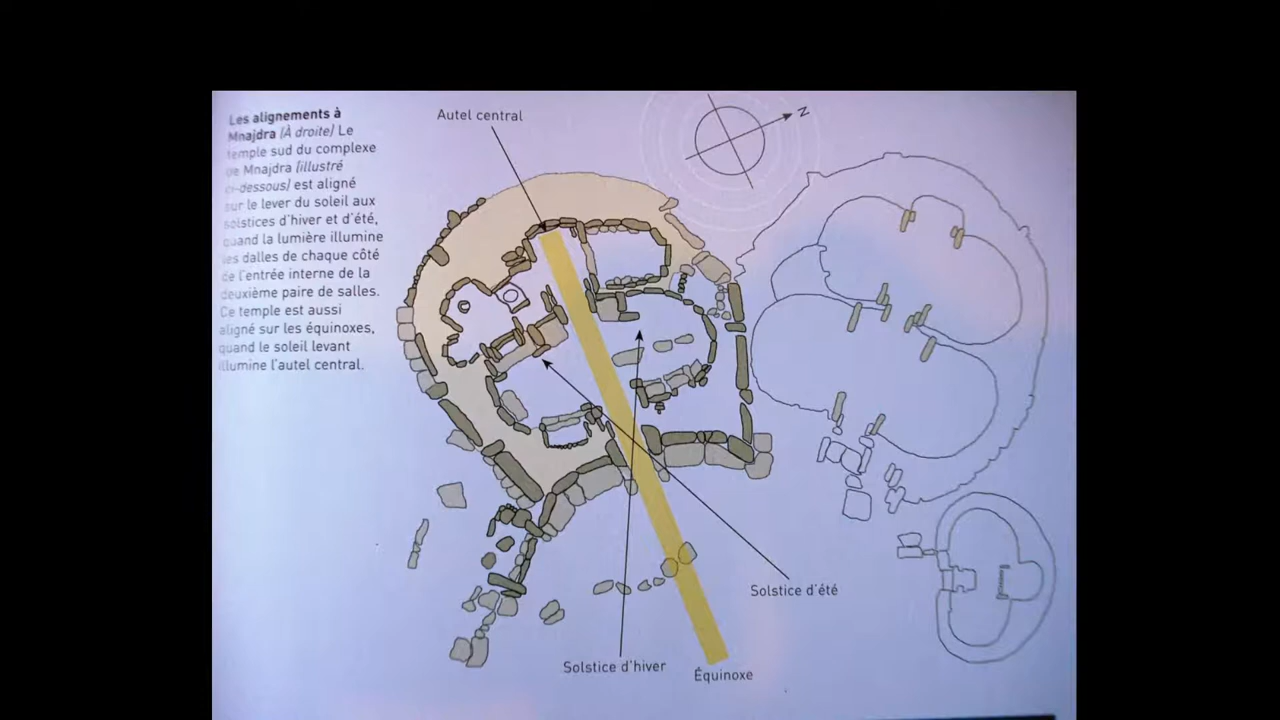 Les alignements à
Mnajdra (À droite) Le
temple sud du complexe
de Mnajdra (illustré
ci-dessous) est aligné
sur le lever du soleil aux
solstices d'hiver et d'été,
quand la lumière illumine
les dalles de chaque côté
de l'entrée interne de la
deuxième paire de salles.
Ce temple est aussi
aligné sur les équinoxes,
quand le soleil levant
illumine l'autel central.
Autel central
N
Solstice d'été
Solstice d'hiver
Équinoxe